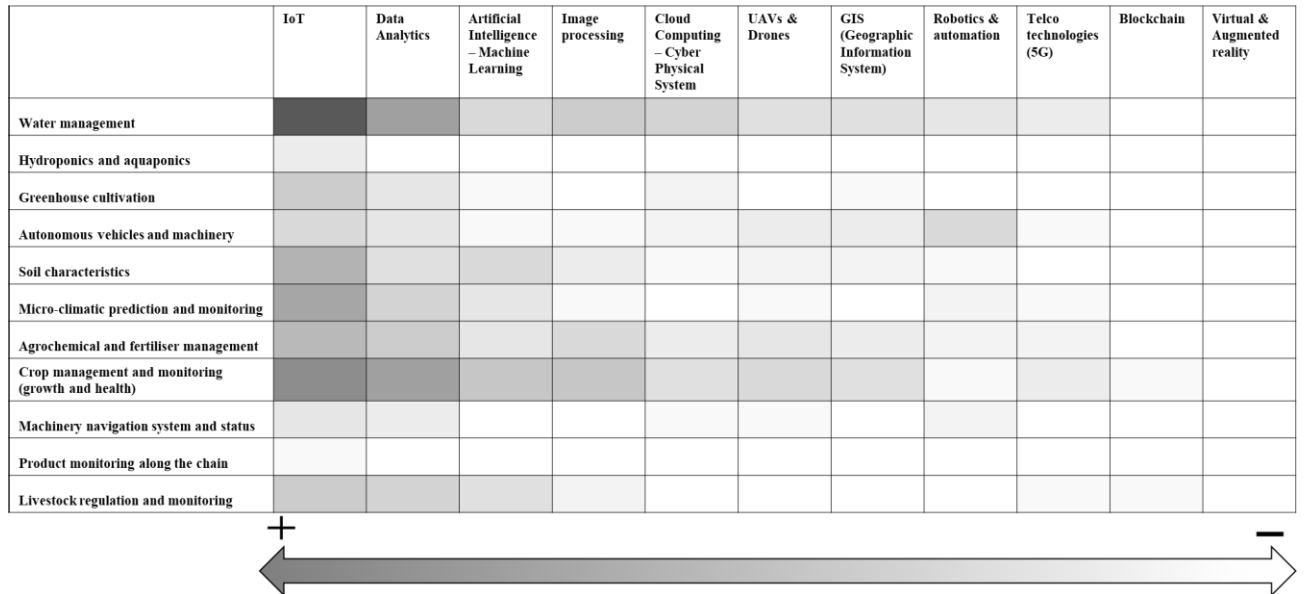 IoT
Data
Analytics
Artificial
Intelligence
– Machine
Learning
Image
processing
Cloud
Computing
– Cyber
Physical
System
UAVs &
Drones
GIS
(Geographic
Information
System)
Robotics &
automation
Telco
technologies
(5G)
Blockchain
Virtual &
Augmented
reality
Water management
Hydroponics and aquaponics
Greenhouse cultivation
Autonomous vehicles and machinery
Soil characteristics
Micro-climatic prediction and monitoring
Agrochemical and fertiliser management
Crop management and monitoring
(growth and health)
Machinery navigation system and status
Product monitoring along the chain
Livestock regulation and monitoring
+
–